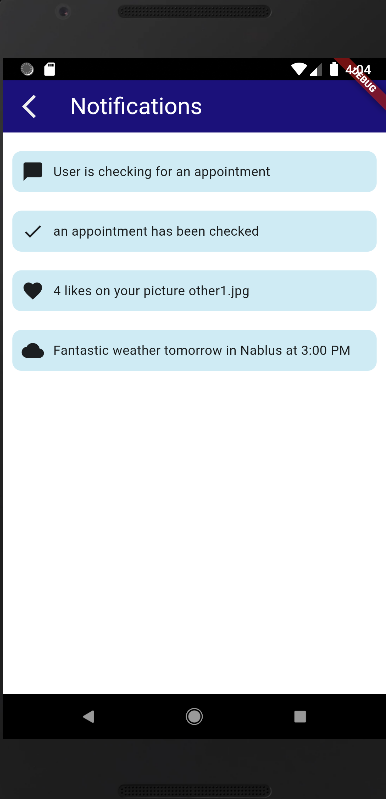 4:04
DEBUG
Notifications
User is checking for an appointment
an appointment has been checked
4 likes on your picture other1.jpg
Fantastic weather tomorrow in Nablus at 3:00 PM